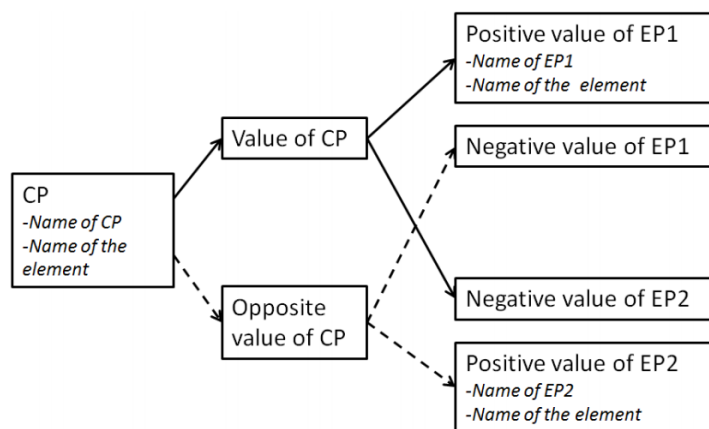 Positive value of EP1
-Name of EP1
-Name of the element
Value of CP
Negative value of EP1
CP
-Name of CP
-Name of the
element
Opposite
value of CP
Negative value of EP2
Positive value of EP2
-Name of EP2
-Name of the element